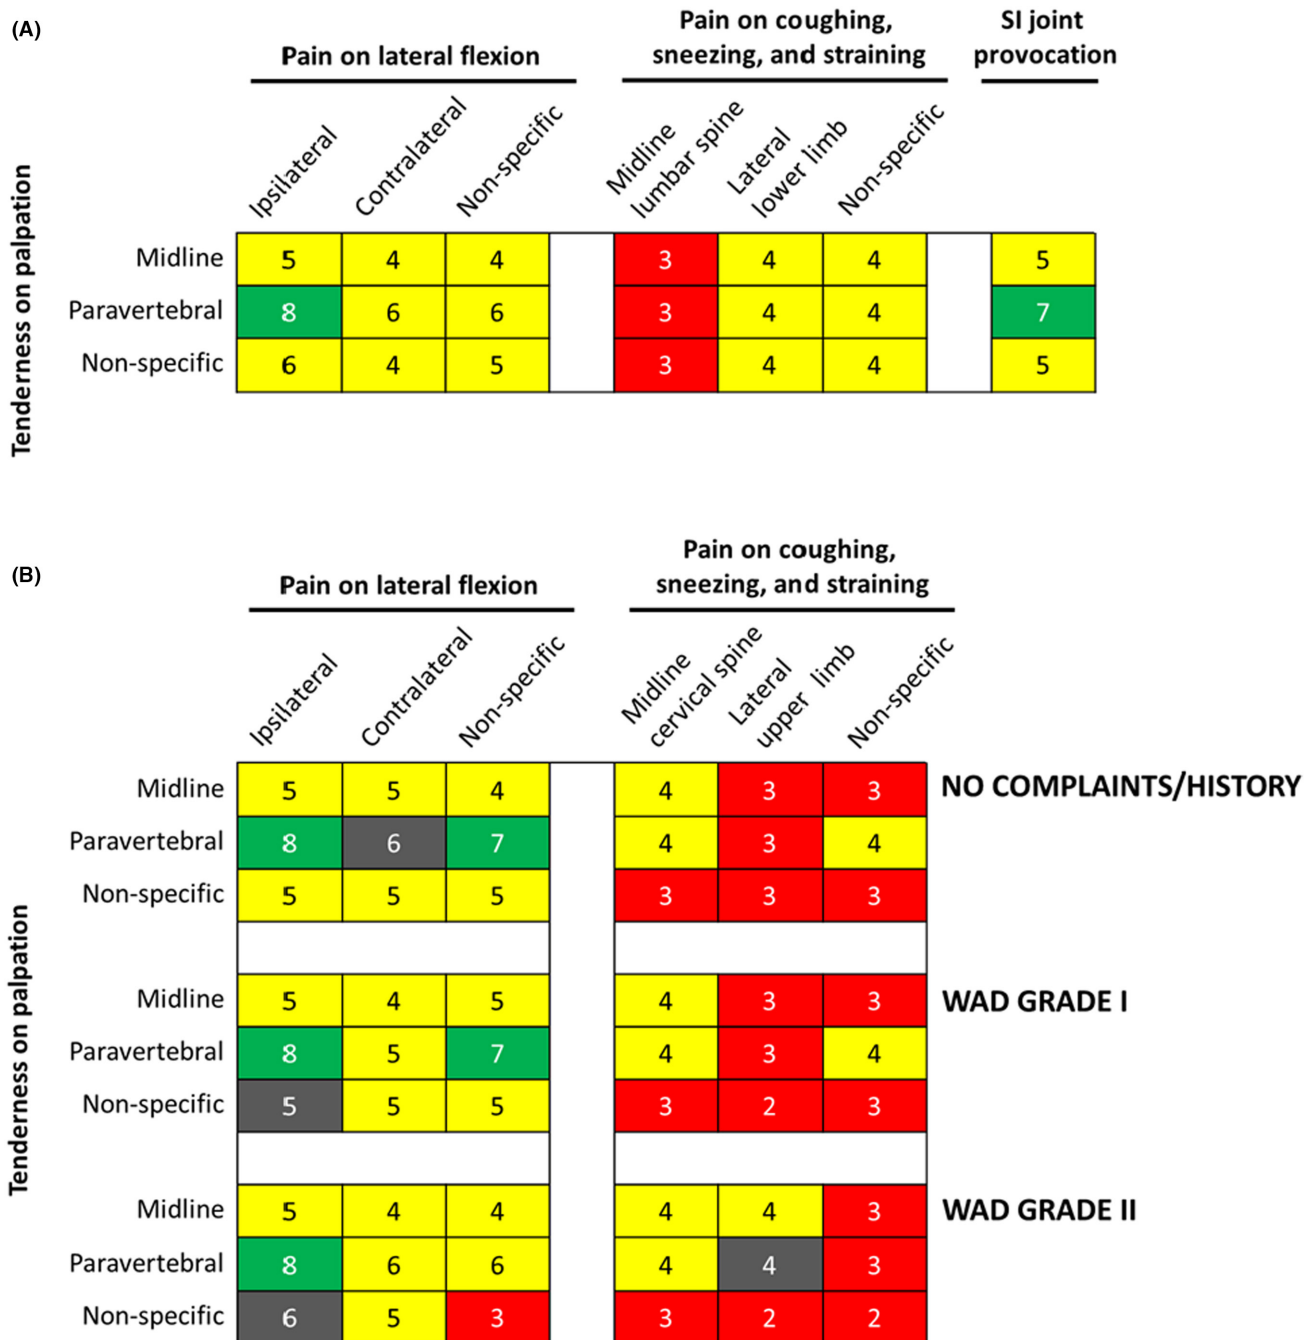 (A)
Pain on lateral flexion
Pain on coughing,
sneezing, and straining
SI joint
provocation
Ipsilateral
Contralateral
Non-specific
Midline
lumbar spine
Lateral
lower limb
Non-specific
Tenderness on palpation
Midline 5 4 4 3 4 4 5
Paravertebral 8 6 6 3 4 4 7
Non-specific 6 4 5 3 4 4 5
(B)
Pain on lateral flexion
Pain on coughing,
sneezing, and straining
Ipsilateral
Contralateral
Non-specific
Midline
cervical spine
Lateral
upper limb
Non-specific
Tenderness on palpation
Midline 5 5 4 4 3 3 NO COMPLAINTS/HISTORY
Paravertebral 8 6 7 4 3 4
Non-specific 5 5 5 3 3 3
Midline 5 4 5 4 3 3 WAD GRADE I
Paravertebral 8 5 7 4 3 4
Non-specific 5 5 5 3 2 3
Midline 5 4 4 4 4 3 WAD GRADE II
Paravertebral 8 6 6 4 4 3
Non-specific 6 5 3 3 2 2